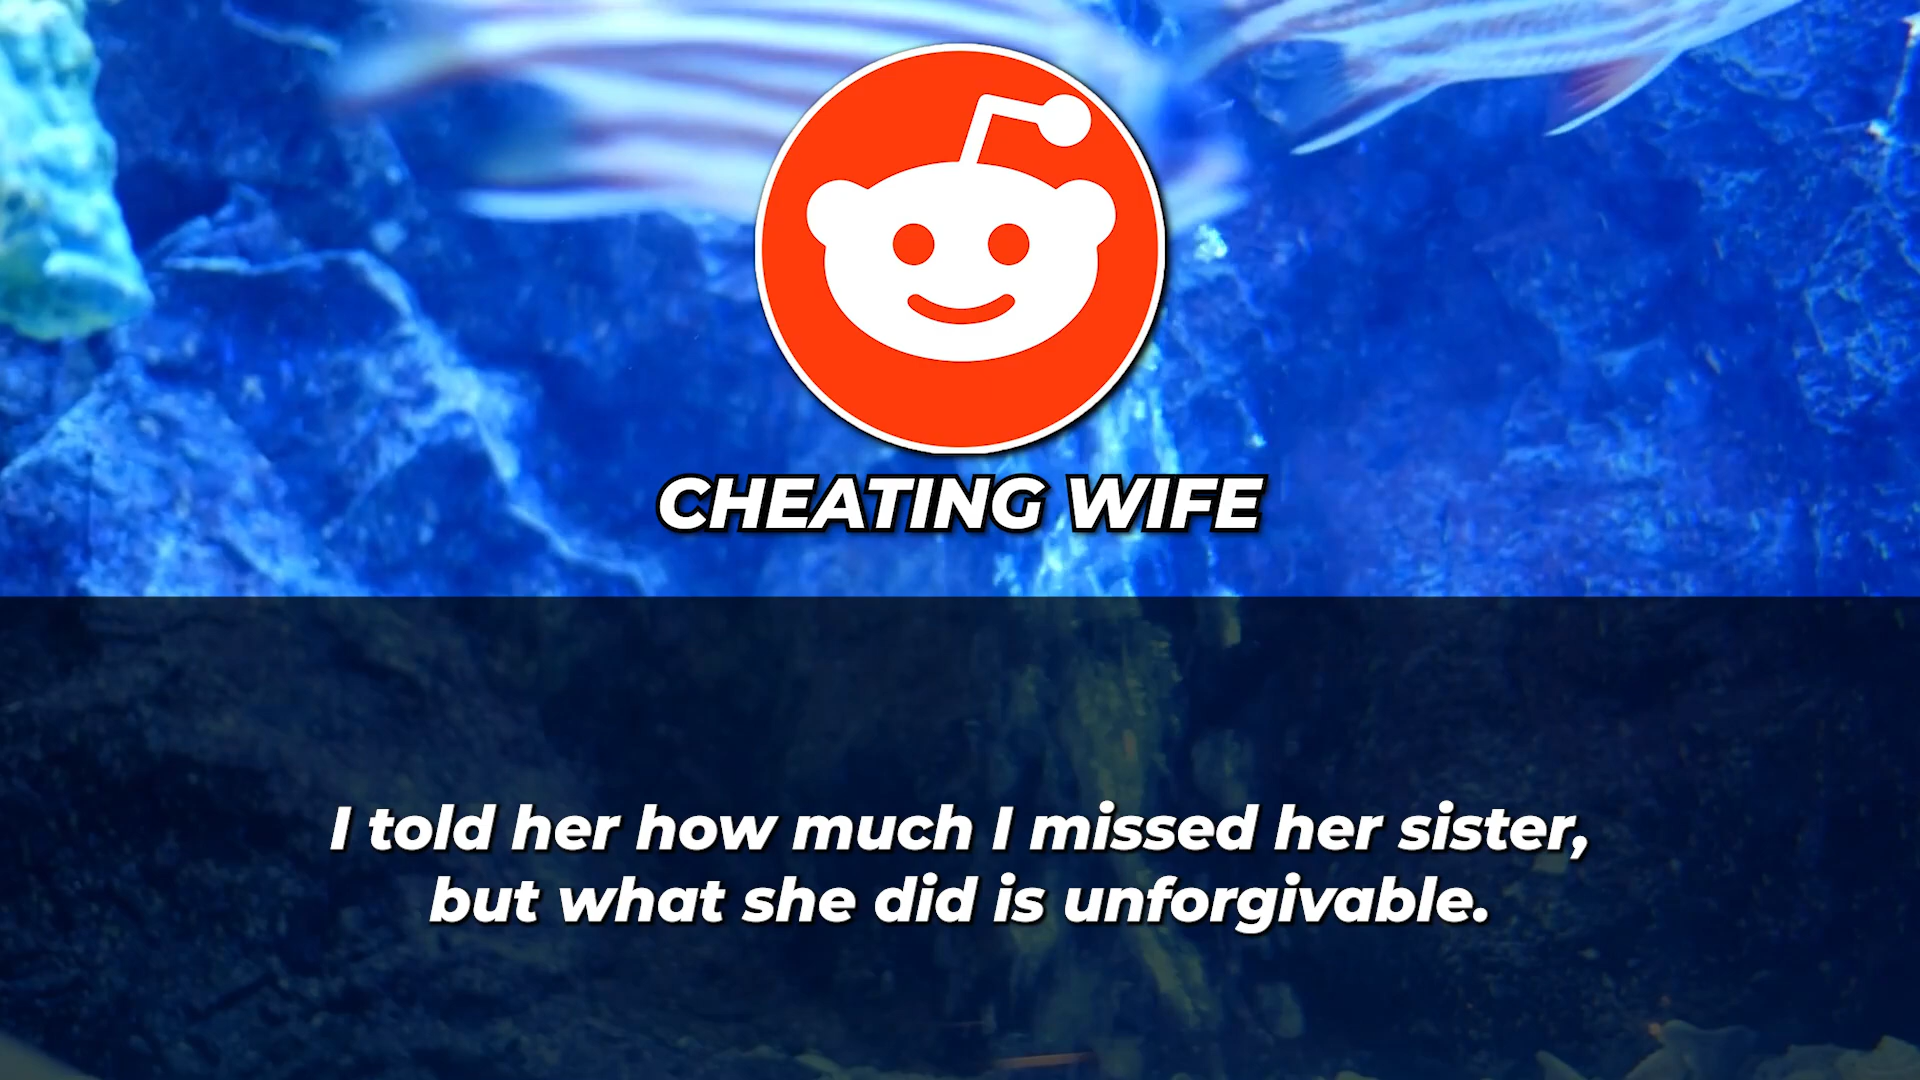 CHEATING WIFE
I told her how much I missed her sister,
but what she did is unforgivable.